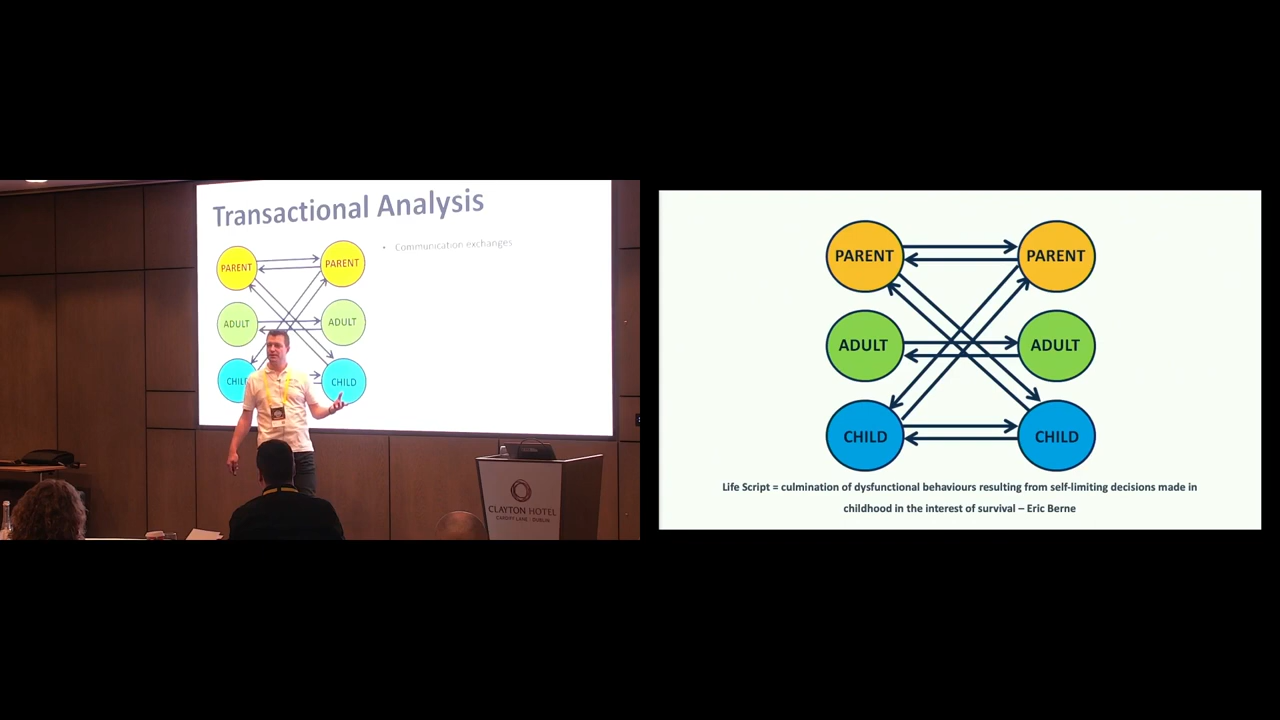 Transactional Analysis
• Communication exchanges
PARENT PARENT
ADULT ADULT
CHILD CHILD
CLAYTON HOTEL
CARDIFF LANE · DUBLIN
PARENT PARENT
ADULT ADULT
CHILD CHILD
Life Script = culmination of dysfunctional behaviours resulting from self-limiting decisions made in
childhood in the interest of survival – Eric Berne